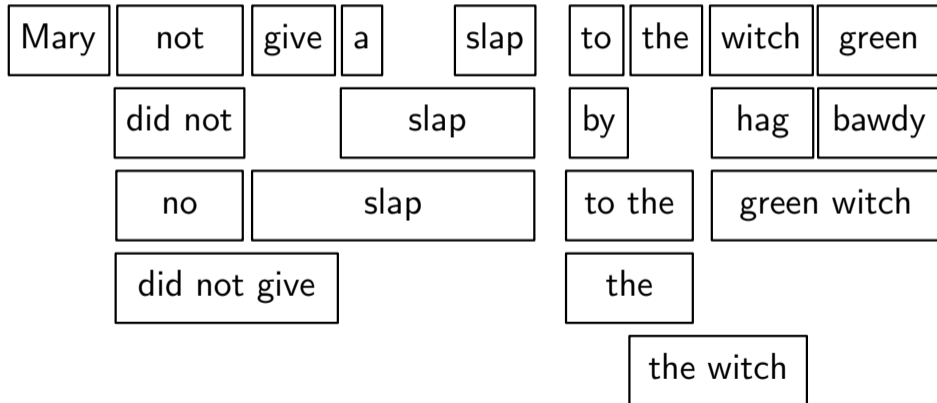 Mary not give a slap to the witch green
did not slap by hag bawdy
no slap to the green witch
did not give the
the witch